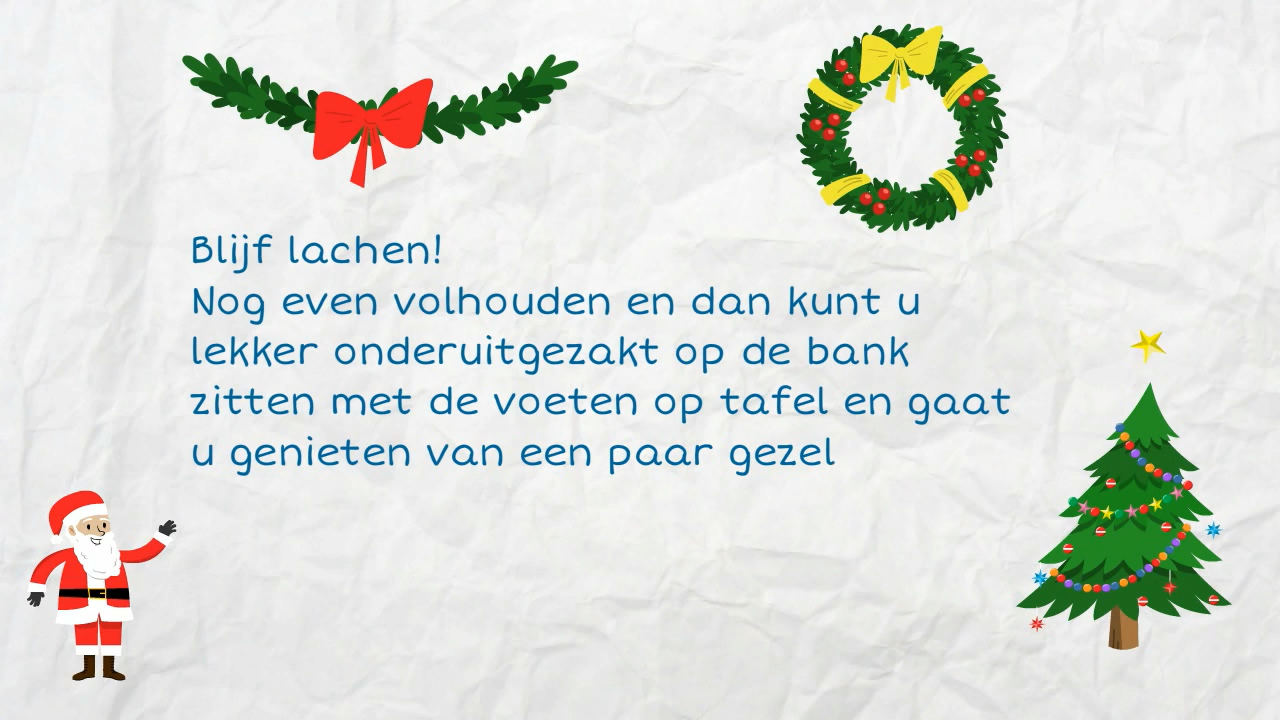 Blijf lachen!
Nog even volhouden en dan kunt u
lekker onderuitgezakt op de bank
zitten met de voeten op tafel en gaat
u genieten van een paar gezel